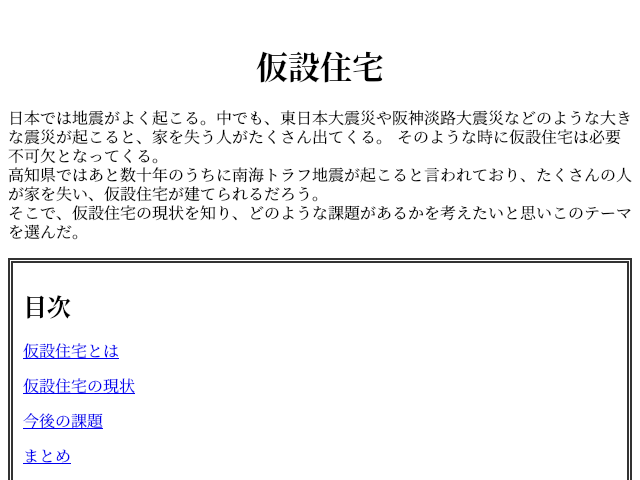 仮設住宅
日本では地震がよく起こる。中でも、東日本大震災や阪神淡路大震災などのような大き
な震災が起こると、家を失う人がたくさん出てくる。 そのような時に仮設住宅は必要
不可欠となってくる。
高知県ではあと数十年のうちに南海トラフ地震が起こると言われており、たくさんの人
が家を失い、仮設住宅が建てられるだろう。
そこで、仮設住宅の現状を知り、どのような課題があるかを考えたいと思いこのテーマ
を選んだ。
目次
仮設住宅とは
仮設住宅の現状
今後の課題
まとめ